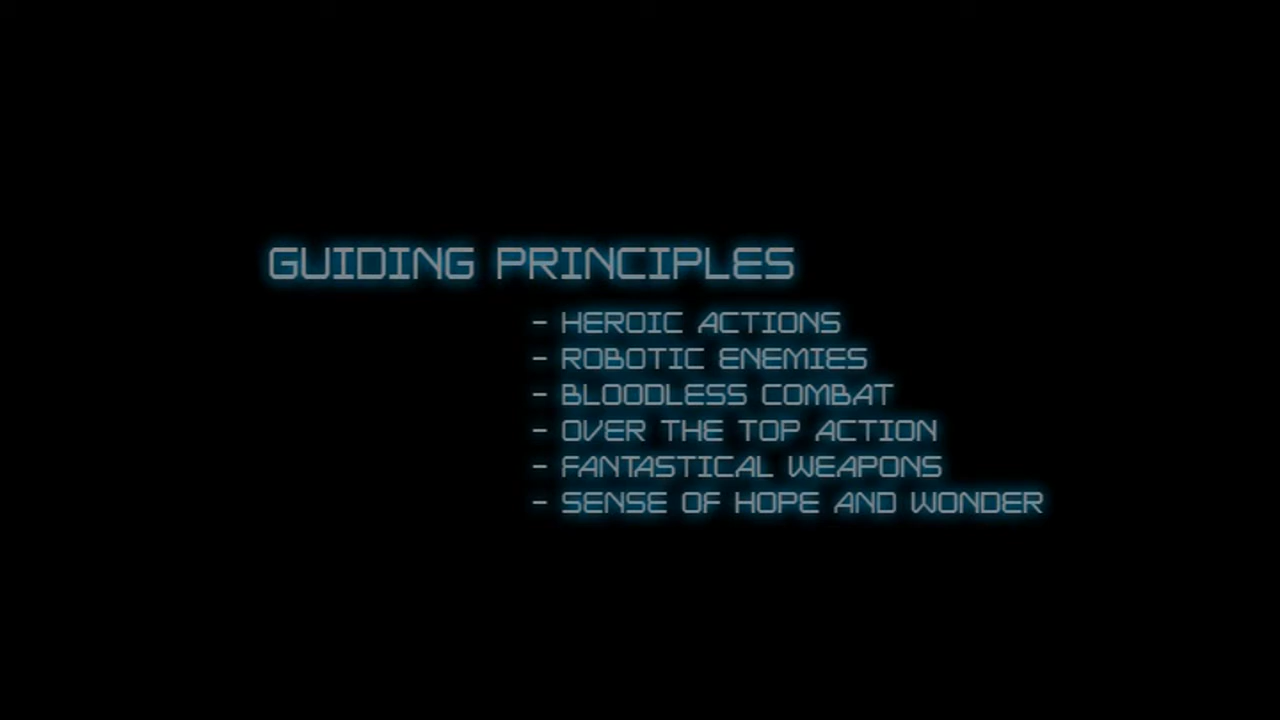 GUIDING PRINCIPLES
- HEROIC ACTIONS
- ROBOTIC ENEMIES
- BLOODLESS COMBAT
- OVER THE TOP ACTION
- FANTASTICAL WEAPONS
- SENSE OF HOPE AND WONDER